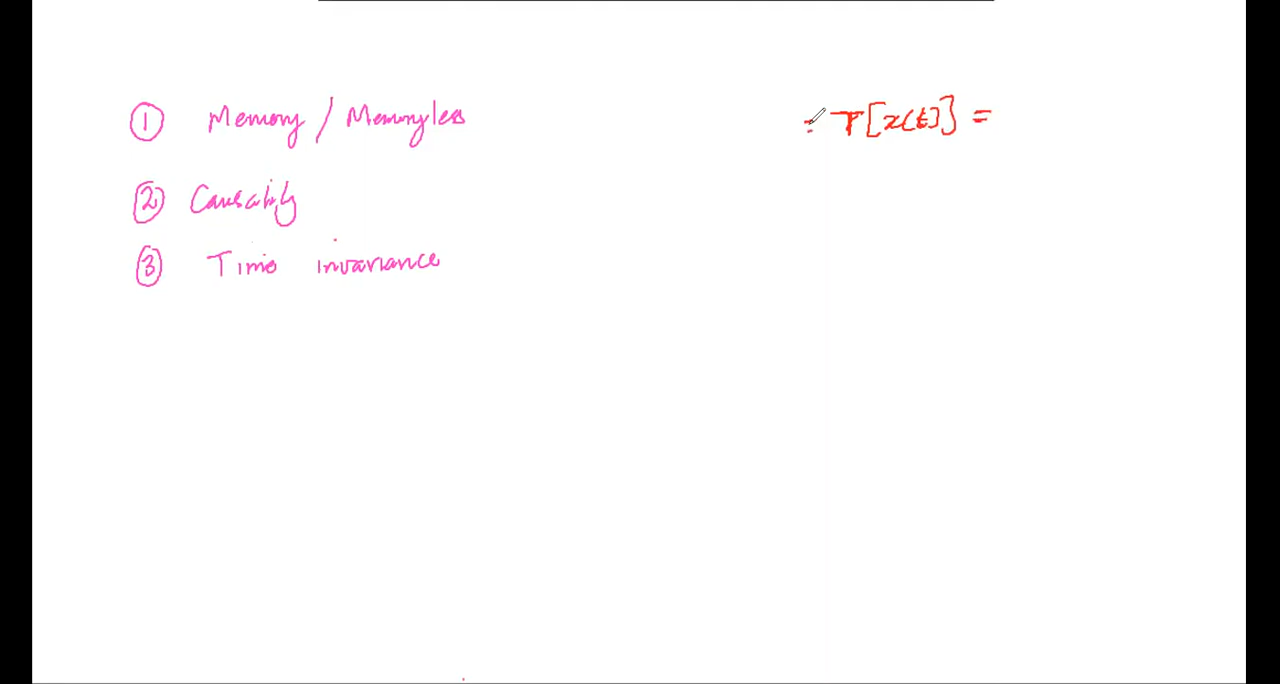 ① Memory / Memoryless
② Causality
③ Time invariance
T[x(t)] =